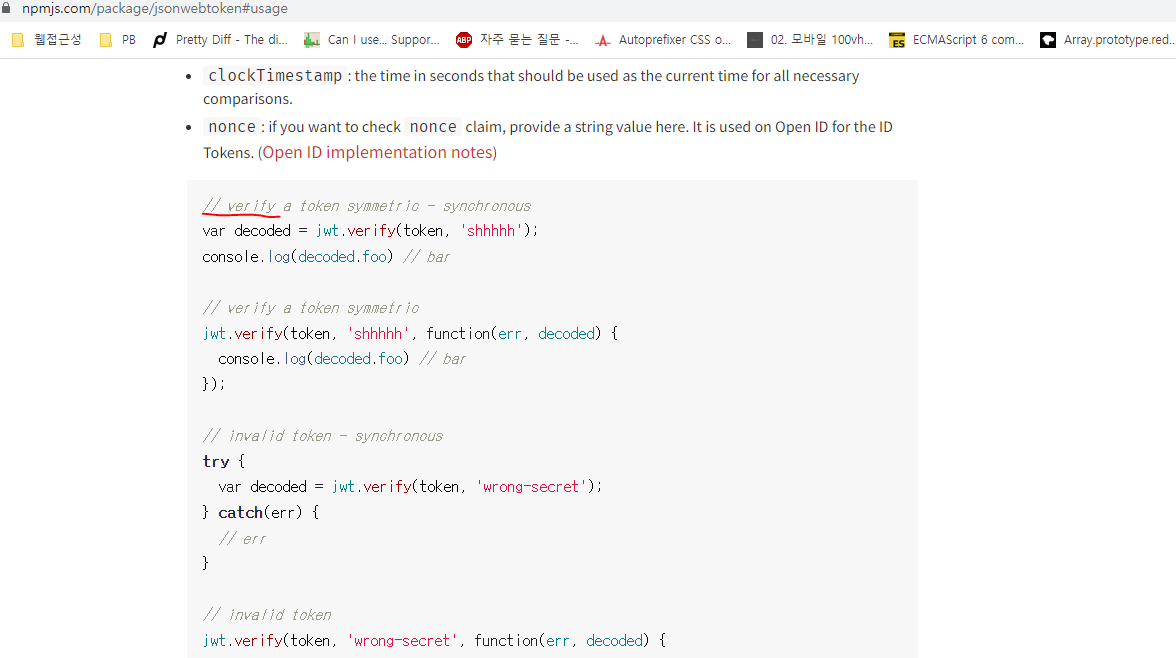 npmjs.com/package/jsonwebtoken#usage
웹접근성 PB Pretty Diff - The di... Can I use... Suppor... ABP 자주 묻는 질문 -... Autoprefixer CSS o... 02. 모바일 100vh... ES ECMAScript 6 com... Array.prototype.red...
• clockTimestamp : the time in seconds that should be used as the current time for all necessary
comparisons.
• nonce : if you want to check nonce claim, provide a string value here. It is used on Open ID for the ID
Tokens. (Open ID implementation notes)
// verify a token symmetric - synchronous
var decoded = jwt.verify(token, 'shhhhh');
console.log(decoded.foo) // bar
// verify a token symmetric
jwt.verify(token, 'shhhhh', function(err, decoded) {
console.log(decoded.foo) // bar
});
// invalid token - synchronous
try {
var decoded = jwt.verify(token, 'wrong-secret');
} catch(err) {
// err
}
// invalid token
jwt.verify(token, 'wrong-secret', function(err, decoded) {